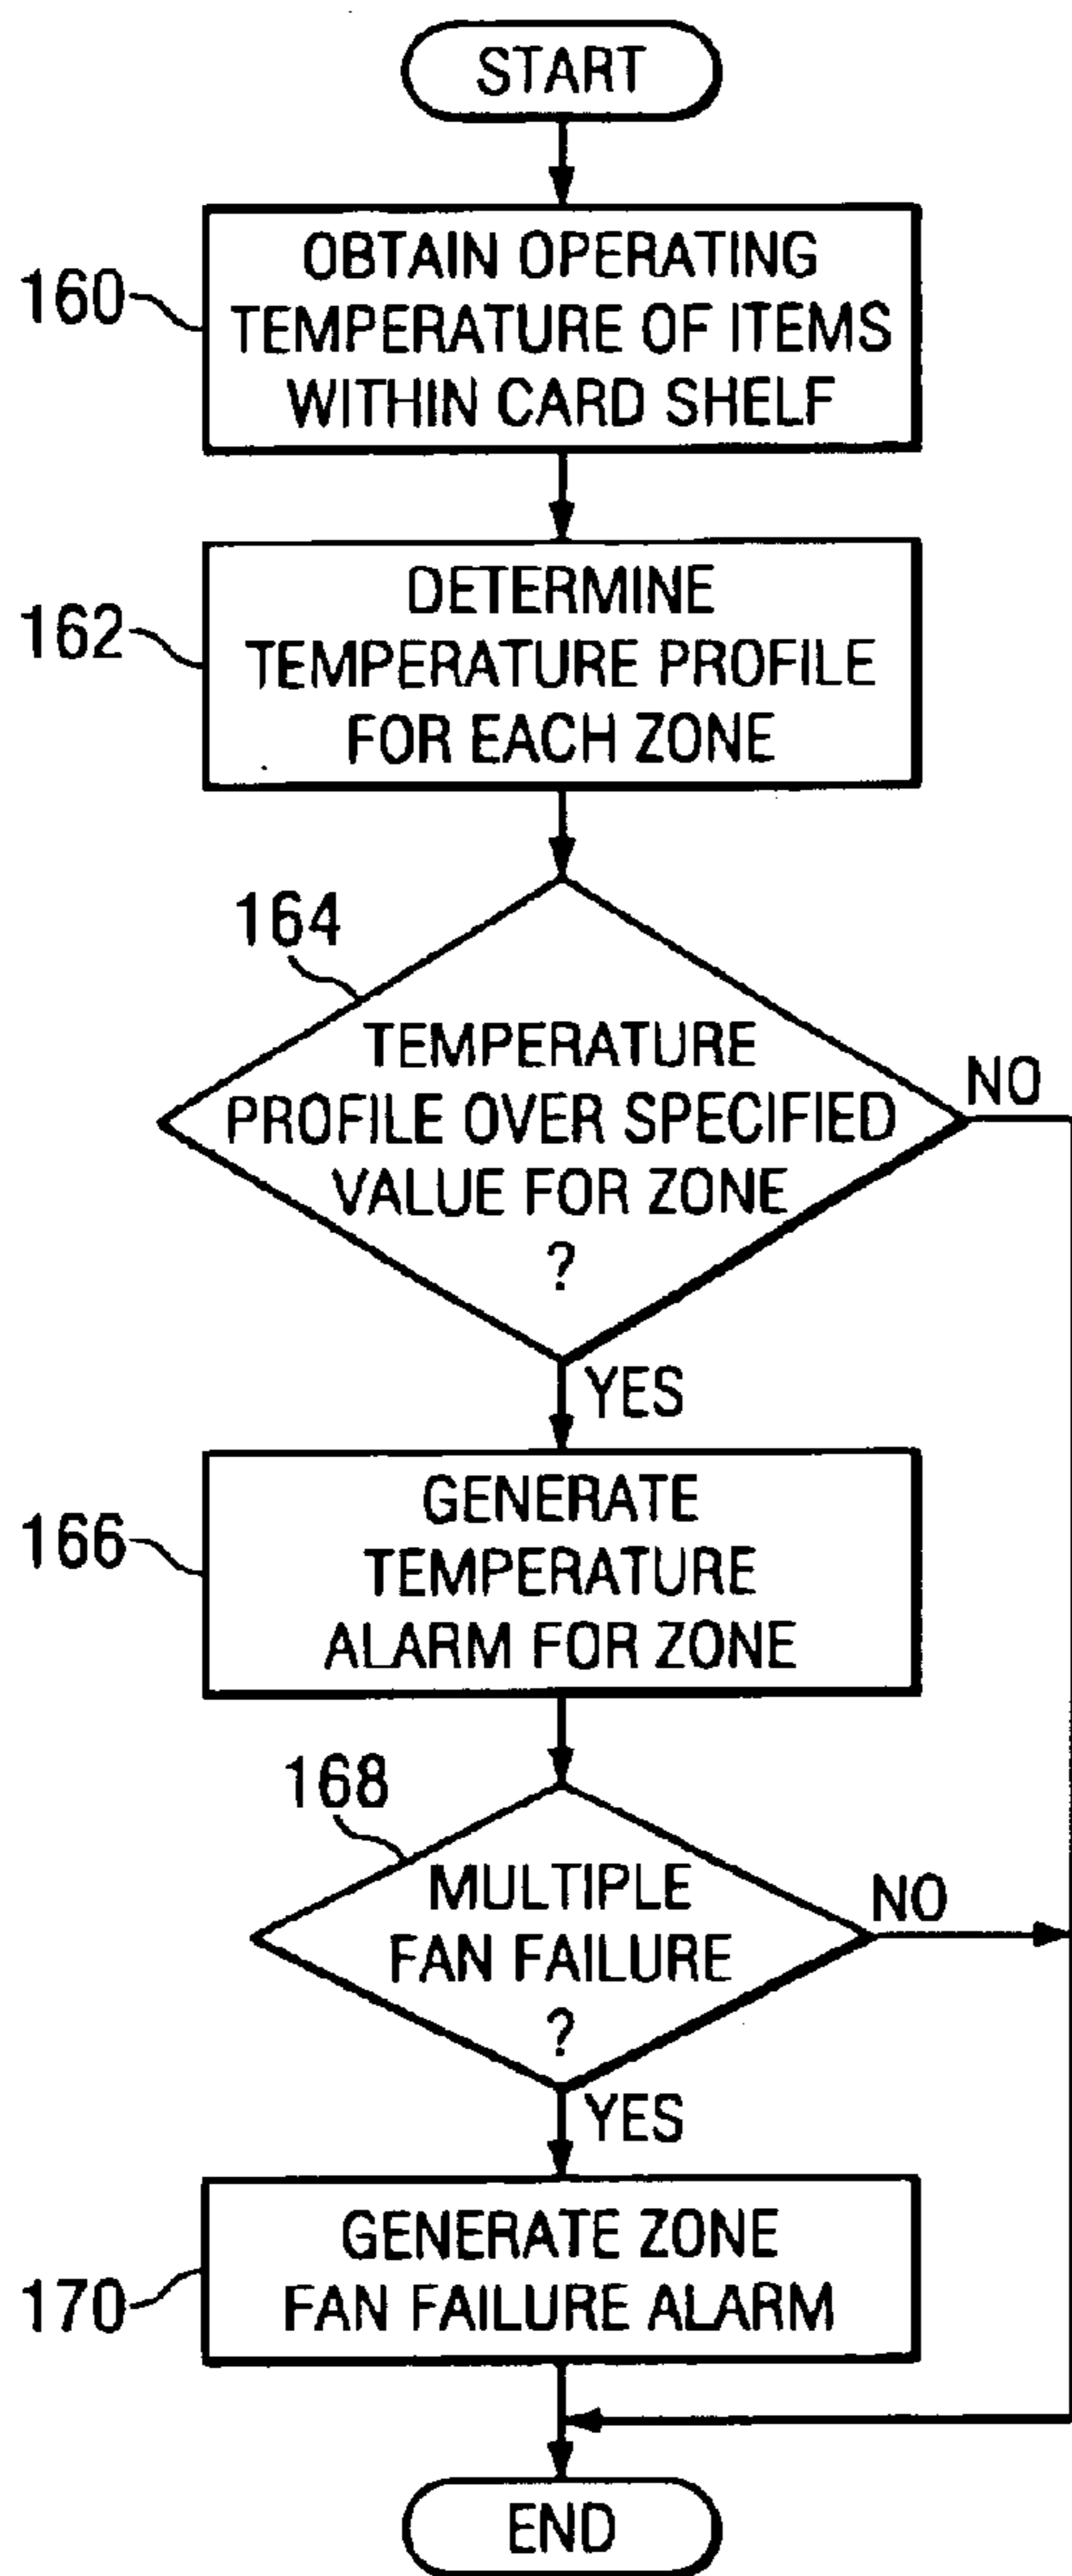 START
160
OBTAIN OPERATING
TEMPERATURE OF ITEMS
WITHIN CARD SHELF
162
DETERMINE
TEMPERATURE PROFILE
FOR EACH ZONE
164
TEMPERATURE
PROFILE OVER SPECIFIED
VALUE FOR ZONE
?
NO
YES
166
GENERATE
TEMPERATURE
ALARM FOR ZONE
168
MULTIPLE
FAN FAILURE
?
NO
YES
170
GENERATE ZONE
FAN FAILURE ALARM
END